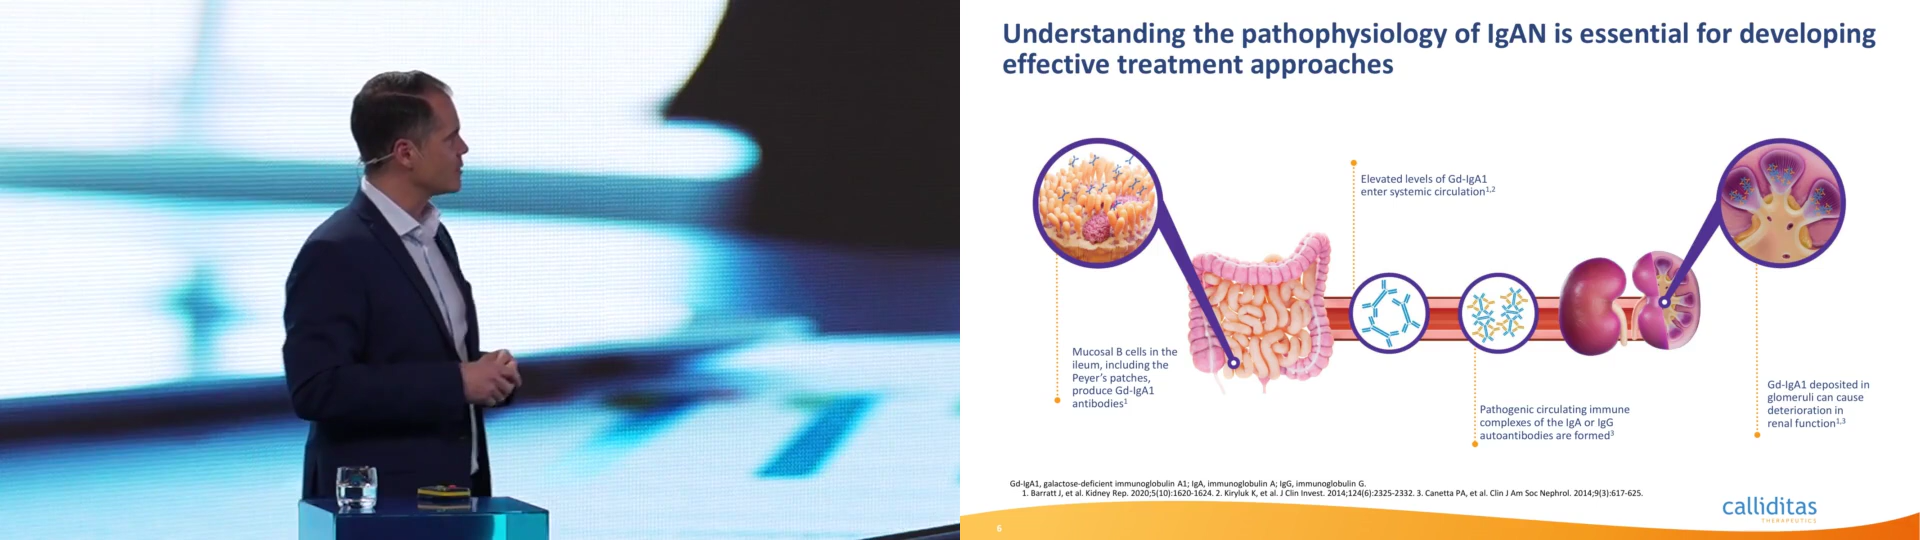 Understanding the pathophysiology of IgAN is essential for developing
effective treatment approaches
Elevated levels of Gd-IgA1
enter systemic circulation1,2
Mucosal B cells in the
ileum, including the
Peyer's patches,
produce Gd-IgA1
antibodies1
Pathogenic circulating immune
complexes of the IgA or IgG
autoantibodies are formed3
Gd-IgA1 deposited in
glomeruli can cause
deterioration in
renal function1,3
Gd-IgA1, galactose-deficient immunoglobulin A1; IgA, immunoglobulin A; IgG, immunoglobulin G.
1. Barratt J, et al. Kidney Rep. 2020;5(10):1620-1624. 2. Kiryluk K, et al. J Clin Invest. 2014;124(6):2325-2332. 3. Canetta PA, et al. Clin J Am Soc Nephrol. 2014;9(3):617-625.
calliditas
THERAPEUTICS
6